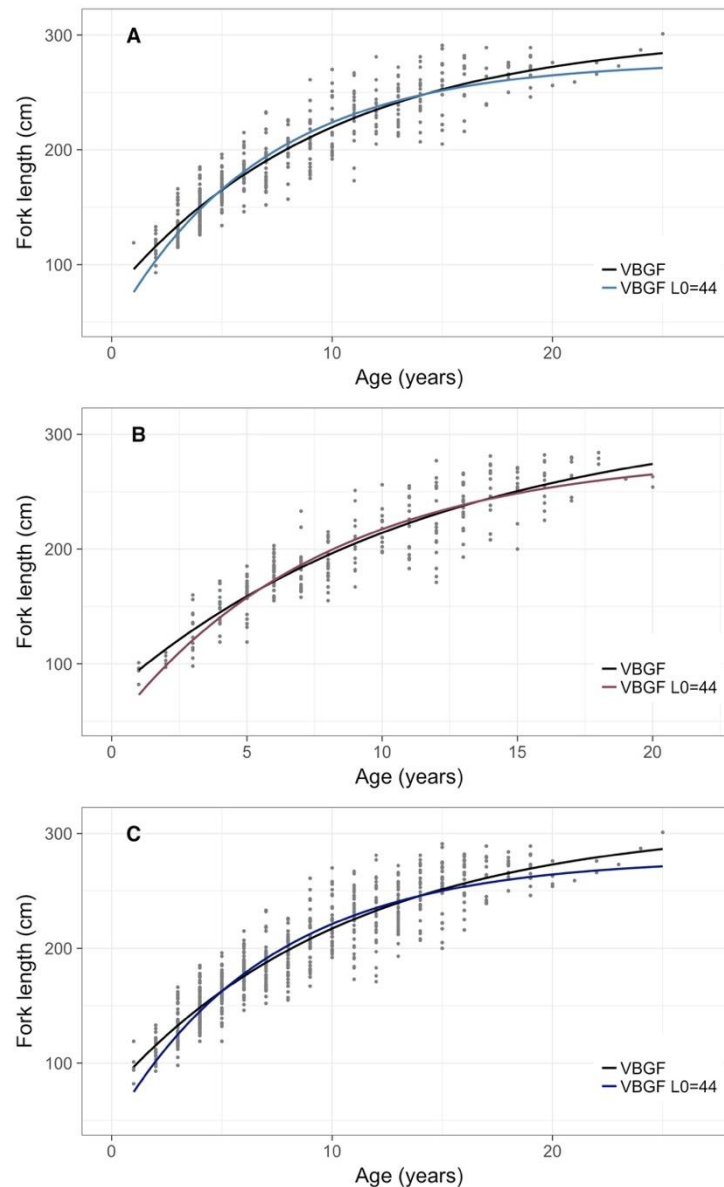 A
300
200
100
Fork length (cm)
VBGF
VBGF L0=44
0
10
20
Age (years)
B
300
200
100
Fork length (cm)
VBGF
VBGF L0=44
0
5
10
15
20
Age (years)
C
300
200
100
Fork length (cm)
VBGF
VBGF L0=44
0
10
20
Age (years)